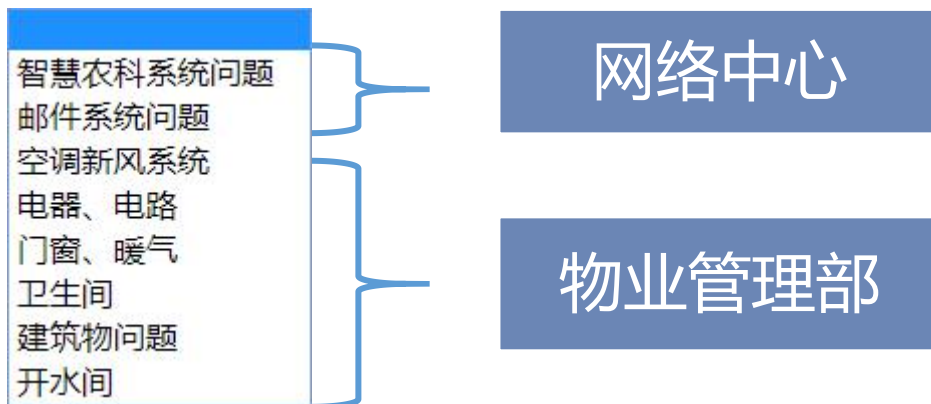 智慧农科系统问题
邮件系统问题
空调新风系统
电器、电路
门窗、暖气
卫生间
建筑物问题
开水间
网络中心
物业管理部